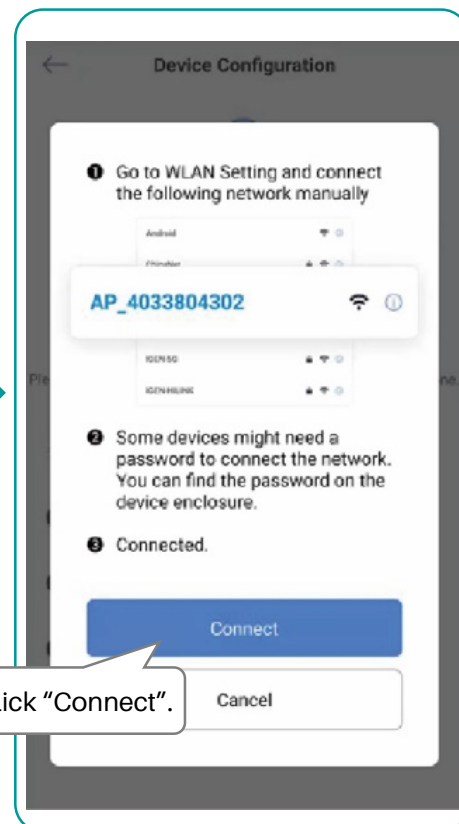 Device Configuration
❶ Go to WLAN Setting and connect
the following network manually
Android
AP_4033804302
IGEN-5G
❷ Some devices might need a
password to connect the network.
You can find the password on the
device enclosure.
❸ Connected.
Connect
"Connect".
Cancel